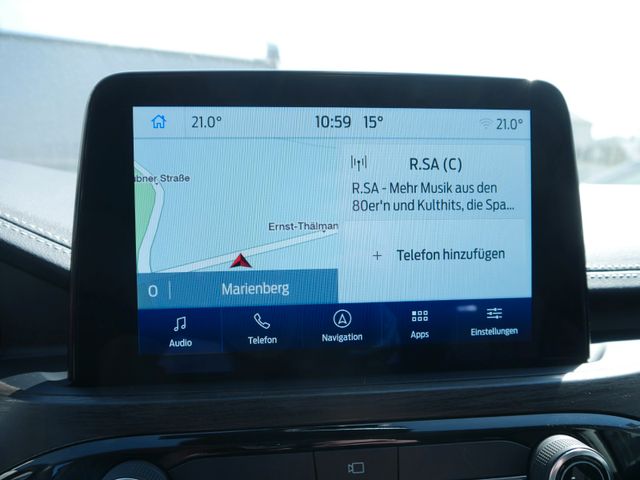 21.0° 10:59 15° 21.0°
R.SA (C)
R.SA - Mehr Musik aus den
80er'n und Kulthits, die Spa...
bner Straße
Ernst-Thälman
+ Telefon hinzufügen
0 | Marienberg
Audio Telefon Navigation Apps Einstellungen